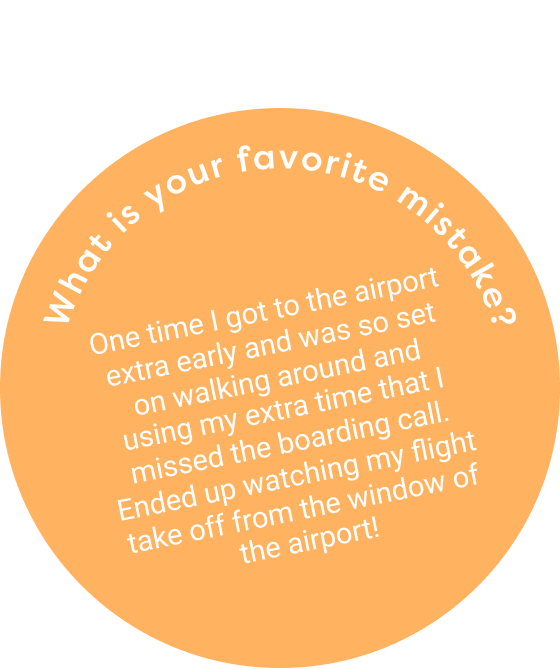 What is your favorite mistake?
One time I got to the airport
extra early and was so set
on walking around and
using my extra time that I
missed the boarding call.
Ended up watching my flight
take off from the window of
the airport!